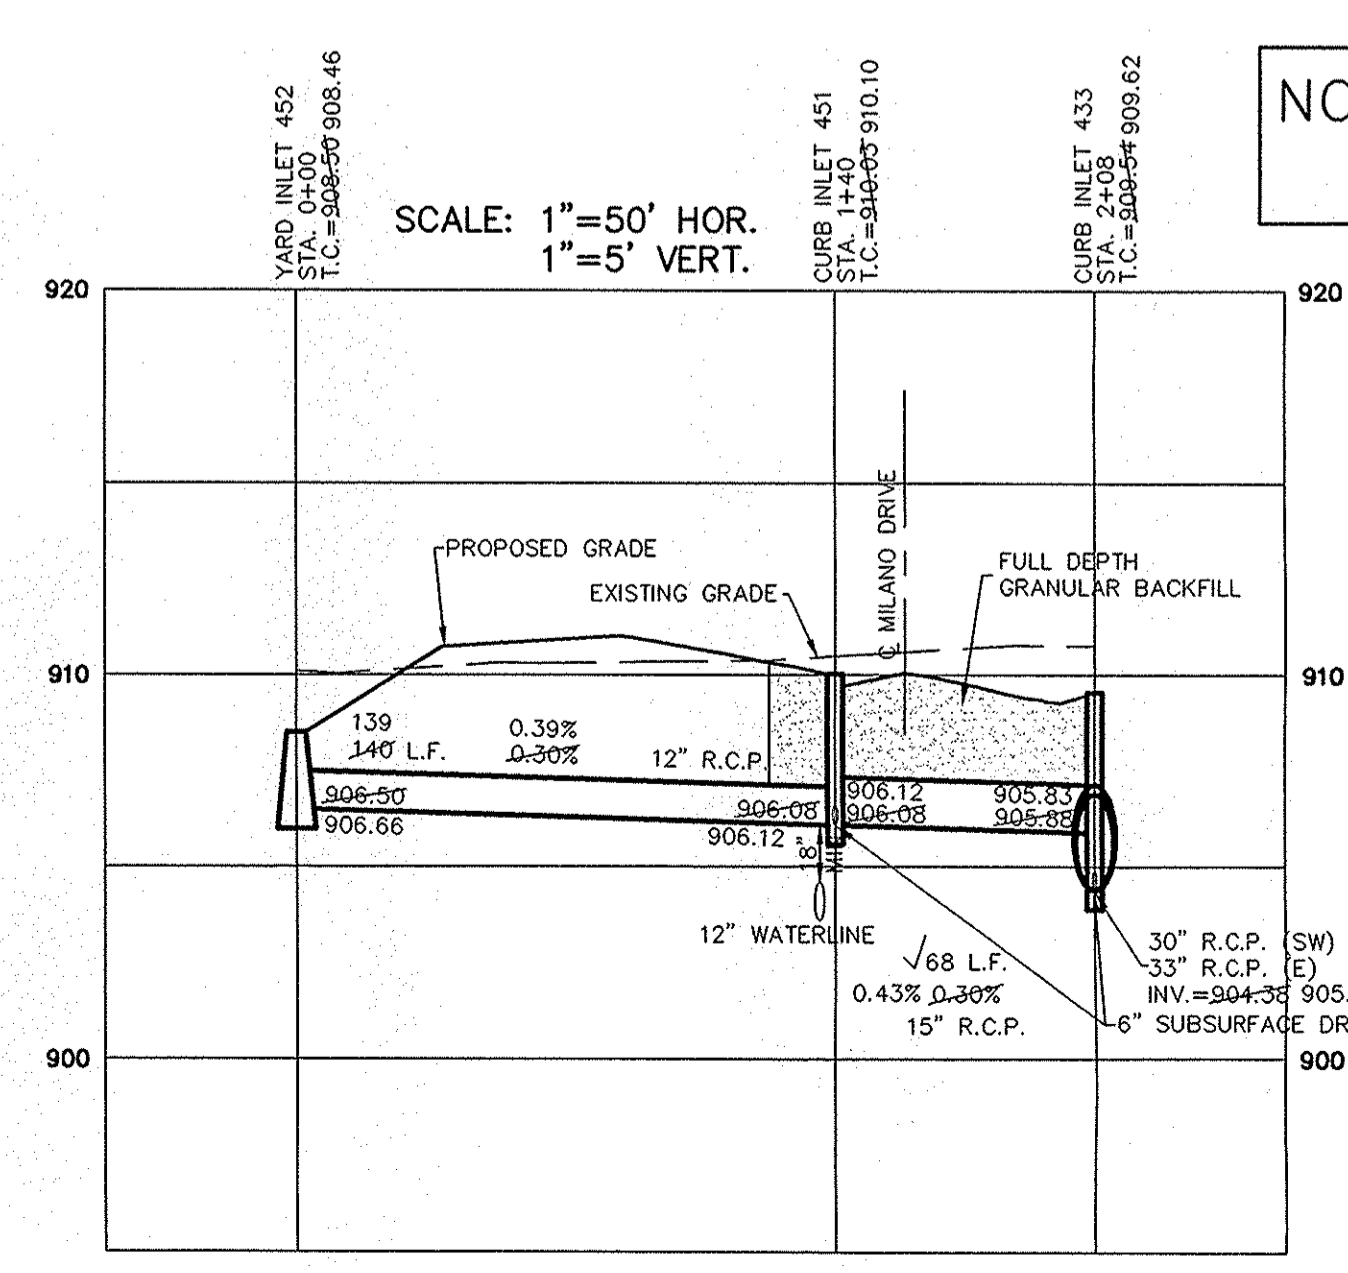 YARD INLET 452
STA. 0+00
T.C.=908.50 908.46
CURB INLET 451
STA. 1+40
T.C.=910.03 910.10
CURB INLET 433
STA. 2+08
T.C.=909.54 909.62
SCALE: 1"=50' HOR.
1"=5' VERT.
920
920
PROPOSED GRADE
EXISTING GRADE
℄ MILANO DRIVE
FULL DEPTH
GRANULAR BACKFILL
910
910
139
140 L.F.
0.39%
0.30%
12" R.C.P.
906.50
906.66
906.08
906.12
906.12
906.08
905.83
905.88
18"
MIN
12" WATERLINE
√68 L.F.
0.43% 0.30%
15" R.C.P.
30" R.C.P. (SW)
33" R.C.P. (E)
INV.=904.38 905.
6" SUBSURFACE DR
900
900